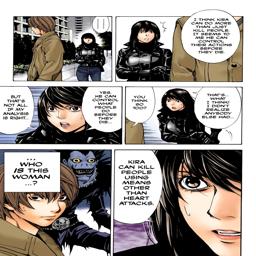 I THINK KIRA
CAN DO MORE
THAN JUST
KILL PEOPLE.
IT SEEMS TO
ME HE CAN
CONTROL
THEIR ACTIONS
BEFORE
THEY DIE.
THAT'S...
WHAT
I THINK!
I DIDN'T
REALIZE
ANYBODY
ELSE HAD...
YOU
THINK
SO
TOO?
YES,
HE CAN
CONTROL
WHAT
PEOPLE
DO
BEFORE
THEY
DIE.
BUT
THAT'S
NOT ALL,
IF MY
ANALYSIS
IS RIGHT.
KIRA
CAN KILL
PEOPLE
USING
MEANS
OTHER
THAN
HEART
ATTACKS.
...
WHO
IS THIS
WOMAN
...?